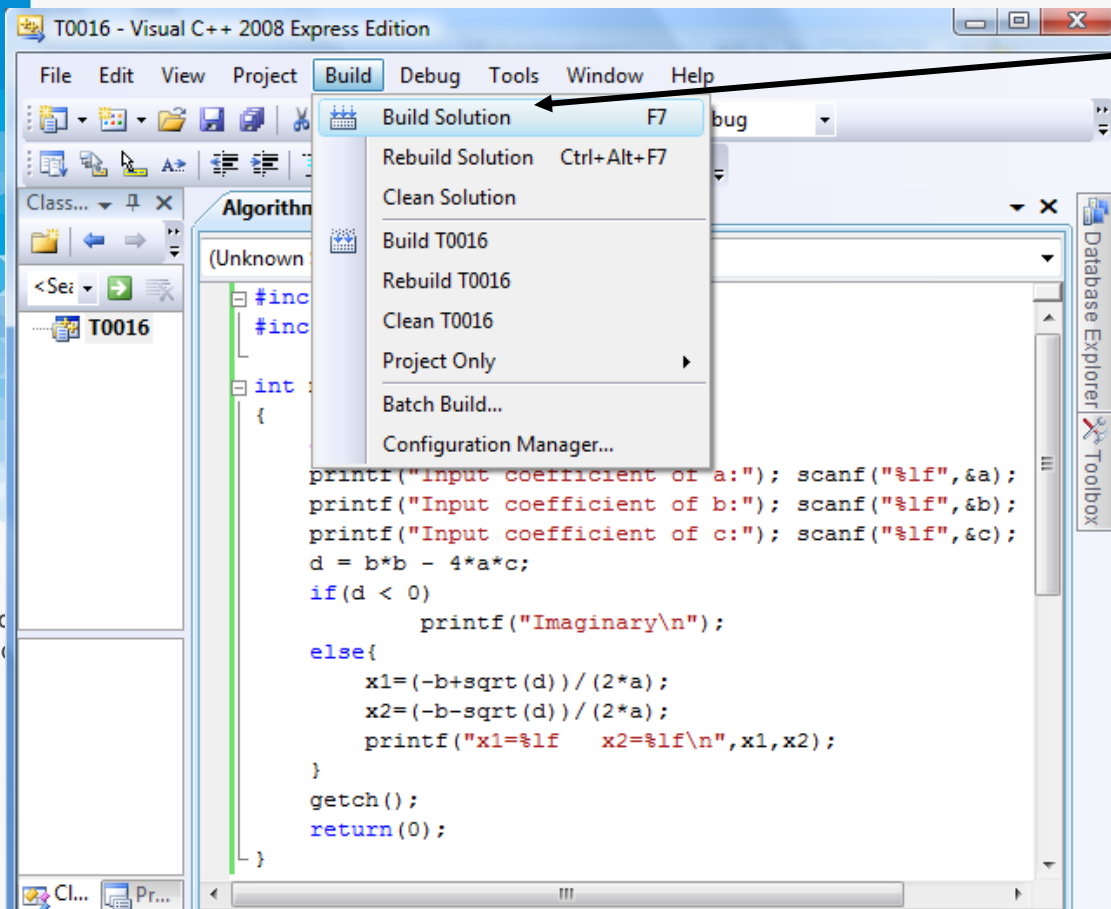 T0016 - Visual C++ 2008 Express Edition
File Edit View Project Build Debug Tools Window Help
Build Solution F7 bug
Rebuild Solution Ctrl+Alt+F7
Clean Solution
Build T0016
Rebuild T0016
Clean T0016
Project Only
Batch Build...
Configuration Manager...
Class...
<Sea
T0016
Algorithm
(Unknown
#inc
#inc
int
{
printf("Input coefficient of a:"); scanf("%lf",&a);
printf("Input coefficient of b:"); scanf("%lf",&b);
printf("Input coefficient of c:"); scanf("%lf",&c);
d = b*b - 4*a*c;
if(d < 0)
printf("Imaginary\n");
else{
x1=(-b+sqrt(d))/(2*a);
x2=(-b-sqrt(d))/(2*a);
printf("x1=%lf   x2=%lf\n",x1,x2);
}
getch();
return(0);
}
Cl... Pr...
Database Explorer
Toolbox